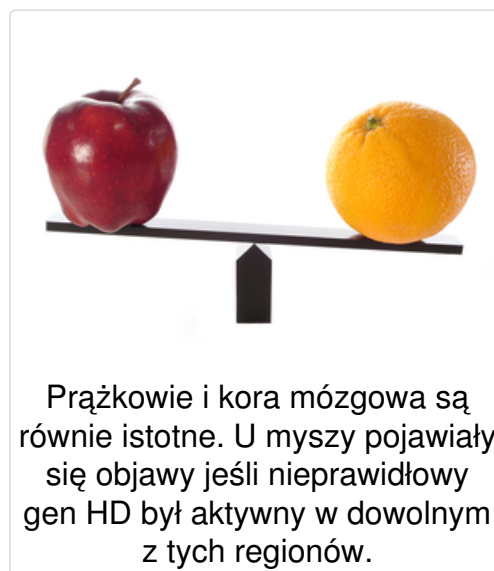 Prążkowie i kora mózgowa są
równie istotne. U myszy pojawiały
się objawy jeśli nieprawidłowy
gen HD był aktywny w dowolnym
z tych regionów.